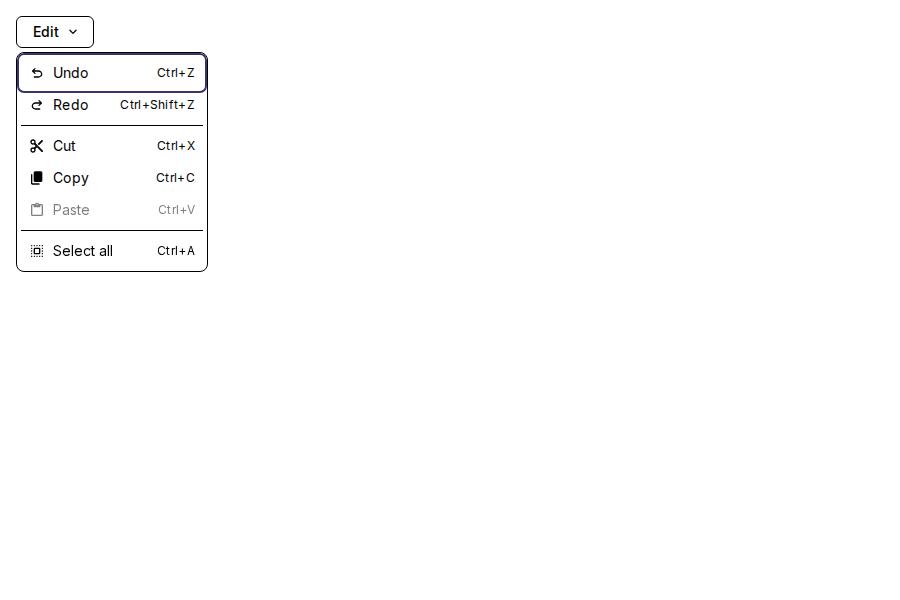 Edit
Undo Ctrl+Z
Redo Ctrl+Shift+Z
Cut Ctrl+X
Copy Ctrl+C
Paste Ctrl+V
Select all Ctrl+A